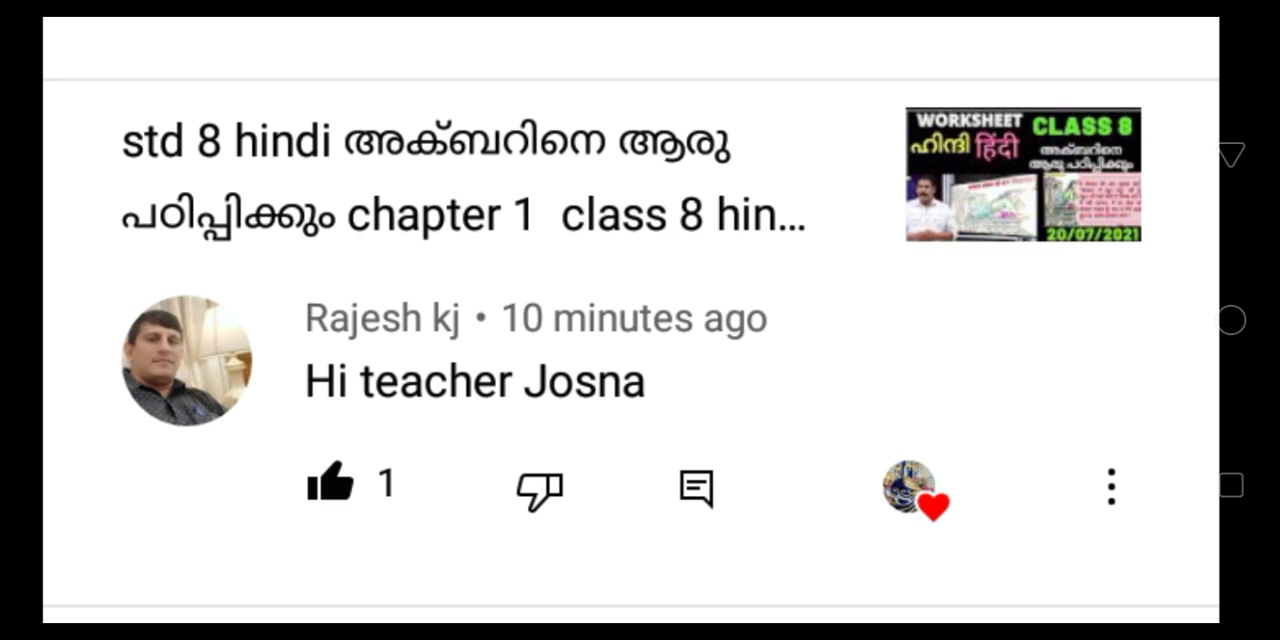 std 8 hindi അക്ബറിനെ ആരു
പഠിപ്പിക്കും chapter 1 class 8 hin...
WORKSHEET
CLASS 8
ഹിന്ദി हिंदी
അക്ബറിനെ
ആരു പഠിപ്പിക്കും
20/07/2021
Rajesh kj • 10 minutes ago
Hi teacher Josna
1